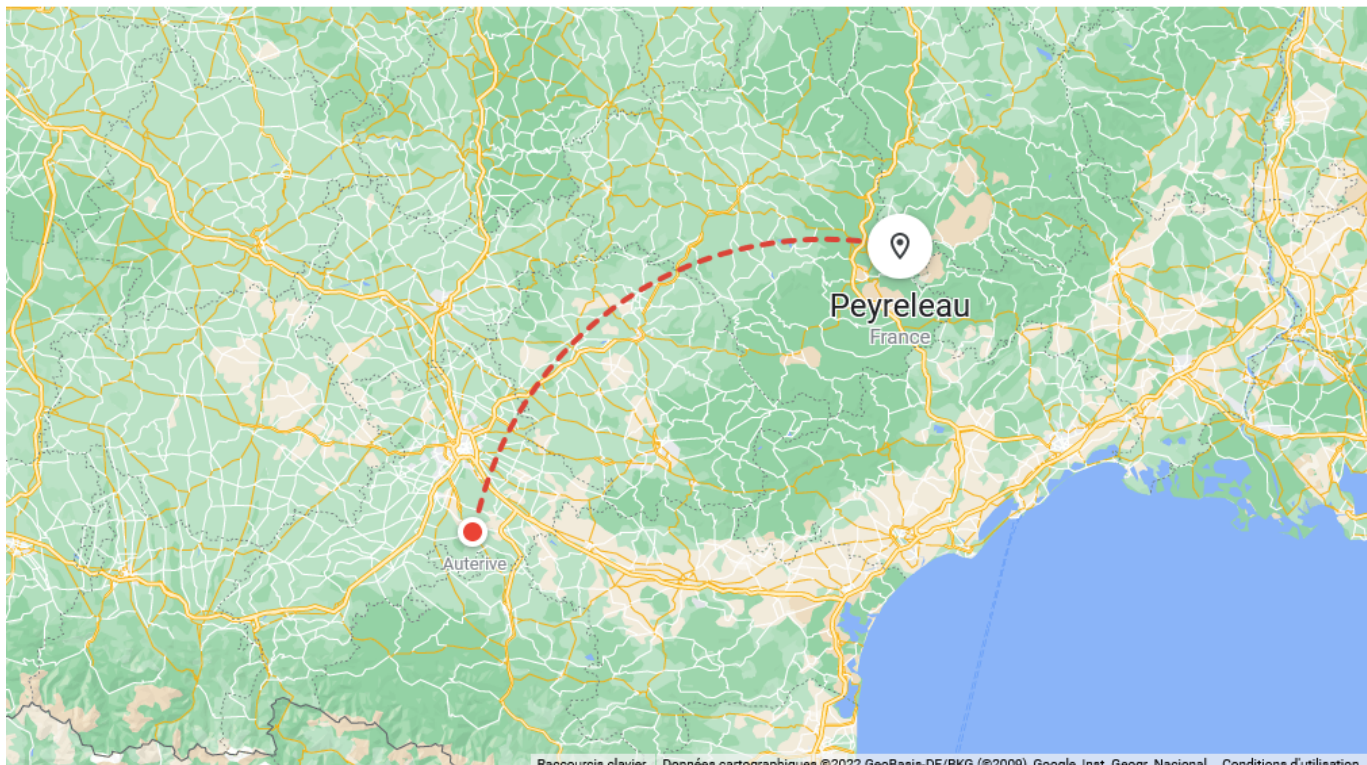 Peyreleau
France
Auterive
Raccourcis clavier
Données cartographiques ©2022 GeoBasis-DE/BKG (©2009), Google, Inst. Geogr. Nacional
Conditions d'utilisation